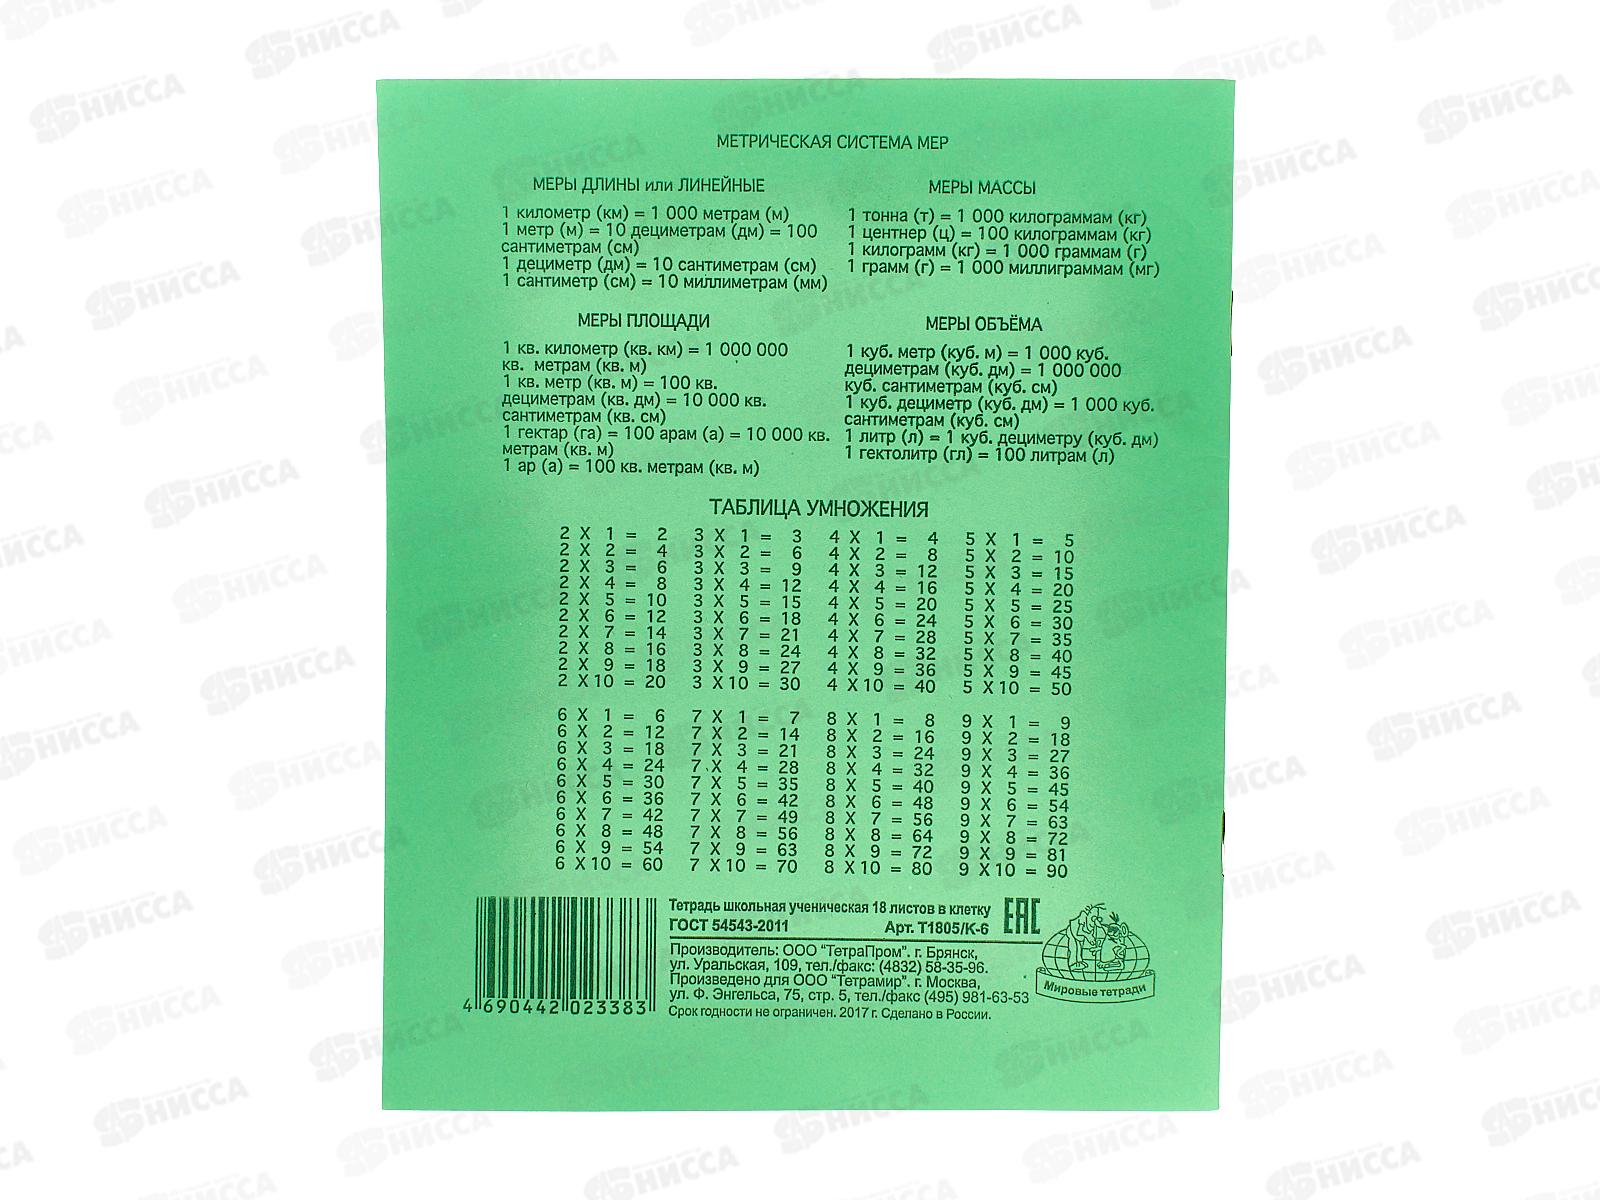 МЕТРИЧЕСКАЯ СИСТЕМА МЕР
МЕРЫ ДЛИНЫ или ЛИНЕЙНЫЕ
1 километр (км) = 1 000 метрам (м)
1 метр (м) = 10 дециметрам (дм) = 100
сантиметрам (см)
1 дециметр (дм) = 10 сантиметрам (см)
1 сантиметр (см) = 10 миллиметрам (мм)
МЕРЫ МАССЫ
1 тонна (т) = 1 000 килограммам (кг)
1 центнер (ц) = 100 килограммам (кг)
1 килограмм (кг) = 1 000 граммам (г)
1 грамм (г) = 1 000 миллиграммам (мг)
МЕРЫ ПЛОЩАДИ
1 кв. километр (кв. км) = 1 000 000
кв. метрам (кв. м)
1 кв. метр (кв. м) = 100 кв.
дециметрам (кв. дм) = 10 000 кв.
сантиметрам (кв. см)
1 гектар (га) = 100 арам (а) = 10 000 кв.
метрам (кв. м)
1 ар (а) = 100 кв. метрам (кв. м)
МЕРЫ ОБЪЁМА
1 куб. метр (куб. м) = 1 000 куб.
дециметрам (куб. дм) = 1 000 000
куб. сантиметрам (куб. см)
1 куб. дециметр (куб. дм) = 1 000 куб.
сантиметрам (куб. см)
1 литр (л) = 1 куб. дециметру (куб. дм)
1 гектолитр (гл) = 100 литрам (л)
ТАБЛИЦА УМНОЖЕНИЯ
2 X 1 = 2 3 X 1 = 3 4 X 1 = 4 5 X 1 = 5
2 X 2 = 4 3 X 2 = 6 4 X 2 = 8 5 X 2 = 10
2 X 3 = 6 3 X 3 = 9 4 X 3 = 12 5 X 3 = 15
2 X 4 = 8 3 X 4 = 12 4 X 4 = 16 5 X 4 = 20
2 X 5 = 10 3 X 5 = 15 4 X 5 = 20 5 X 5 = 25
2 X 6 = 12 3 X 6 = 18 4 X 6 = 24 5 X 6 = 30
2 X 7 = 14 3 X 7 = 21 4 X 7 = 28 5 X 7 = 35
2 X 8 = 16 3 X 8 = 24 4 X 8 = 32 5 X 8 = 40
2 X 9 = 18 3 X 9 = 27 4 X 9 = 36 5 X 9 = 45
2 X 10 = 20 3 X 10 = 30 4 X 10 = 40 5 X 10 = 50
6 X 1 = 6 7 X 1 = 7 8 X 1 = 8 9 X 1 = 9
6 X 2 = 12 7 X 2 = 14 8 X 2 = 16 9 X 2 = 18
6 X 3 = 18 7 X 3 = 21 8 X 3 = 24 9 X 3 = 27
6 X 4 = 24 7 X 4 = 28 8 X 4 = 32 9 X 4 = 36
6 X 5 = 30 7 X 5 = 35 8 X 5 = 40 9 X 5 = 45
6 X 6 = 36 7 X 6 = 42 8 X 6 = 48 9 X 6 = 54
6 X 7 = 42 7 X 7 = 49 8 X 7 = 56 9 X 7 = 63
6 X 8 = 48 7 X 8 = 56 8 X 8 = 64 9 X 8 = 72
6 X 9 = 54 7 X 9 = 63 8 X 9 = 72 9 X 9 = 81
6 X 10 = 60 7 X 10 = 70 8 X 10 = 80 9 X 10 = 90
4 690442 023383
Тетрадь школьная ученическая 18 листов в клетку
ГОСТ 54543-2011 Арт. Т1805/К-6
EAC
Производитель: ООО "ТетраПром". г. Брянск,
ул. Уральская, 109, тел./факс: (4832) 58-35-96.
Произведено для ООО "Тетрамир". г. Москва,
ул. Ф. Энгельса, 75, стр. 5, тел./факс (495) 981-63-53
Срок годности не ограничен. 2017 г. Сделано в России.
Мировые тетради
НИССА